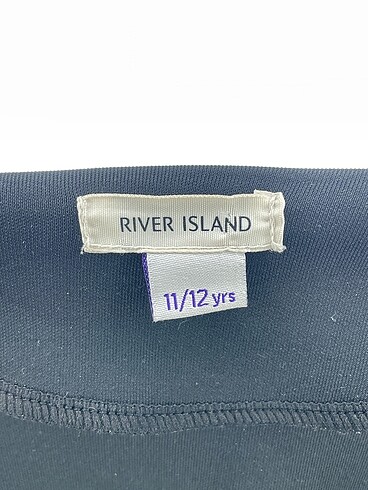 RIVER ISLAND
11/12 yrs